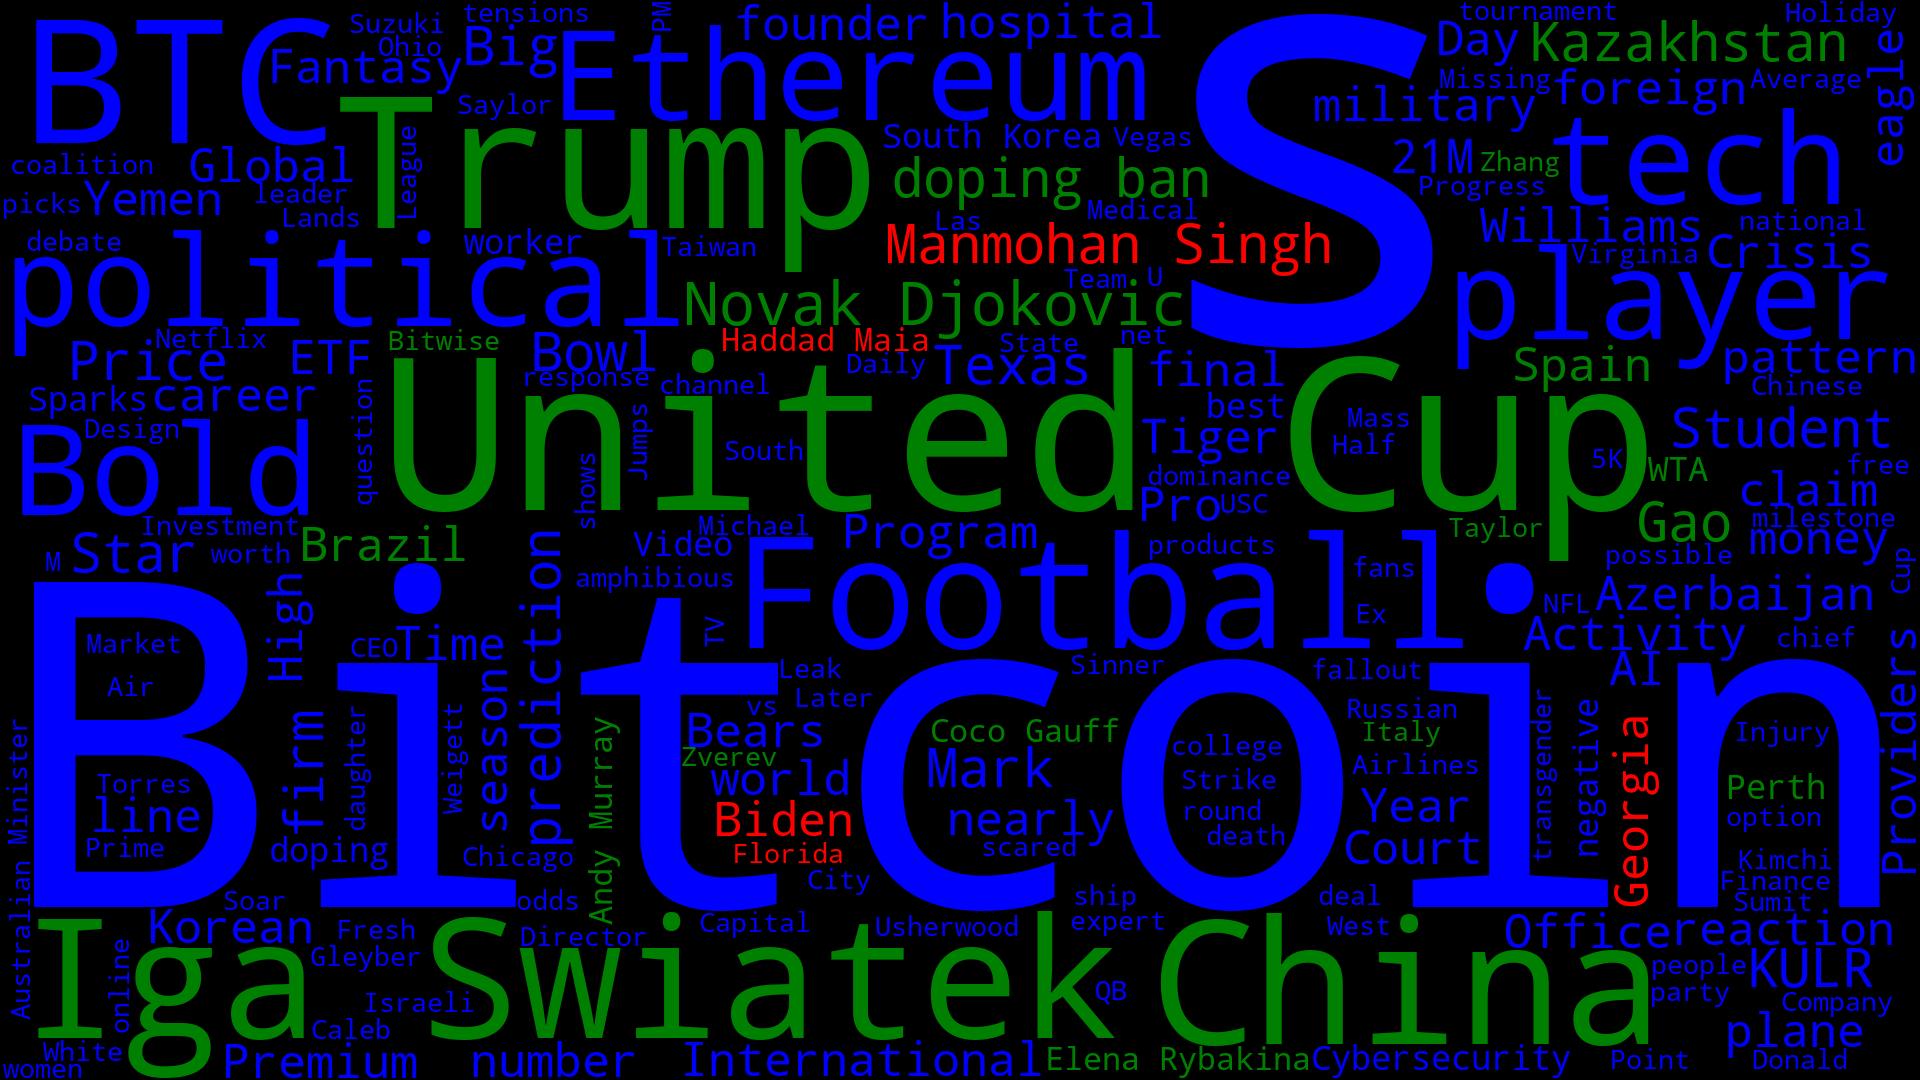 BTC
Suzuki
tensions
PM
founder
hospital
tournament
Holiday
Ohio
Fantasy
Big
Ethereum
S
Day
Kazakhstan
eagle
Saylor
military
Missing
foreign
Average
Trump
League
South Korea
Vegas
21M
Zhang
tech
coalition
Global
doping ban
Progress
picks
Yemen
leader
Lands
Las
Medical
Williams
national
debate
worker
Taiwan
Manmohan Singh
Virginia
Crisis
political
Team
U
player
Novak Djokovic
Netflix
Bitwise
Haddad Maia
State
net
Price
ETF
Bowl
Daily
Texas
final
Spain
pattern
response
channel
Chinese
Sparks
career
United Cup
best
Mass
Student
Design
question
Jumps
Tiger
Half
Bold
South
5K
WTA
free
shows
dominance
claim
Pro
USC
Investment
Michael
Program
Taylor
Gao
milestone
M
Star
worth
Brazil
Video
Football
products
possible
money
amphibious
fans
Cup
High
prediction
NFL
Azerbaijan
Ex
Bitcoin
Market
CEO
Time
TV
Activity
chief
Air
Leak
Sinner
fallout
AI
Providers
Later
season
firm
daughter
Weigett
vs
Russian
Bears
Coco Gauff
Italy
transgender
negative
Georgia
Injury
Andy Murray
Zverev
college
Airlines
world
Mark
Strike
Torres
Perth
line
Biden
nearly
round
Year
option
death
Prime
doping
Chicago
Florida
scared
Court
Kimchi
City
Finance
Australian Minister
Soar
odds
ship
deal
Sumit
Korean
Fresh
Capital
Usherwood
expert
West
Office
reaction
Director
Gleyber
Iga Swiatek
China
people
KULR
online
Israeli
QB
party
Company
Caleb
plane
White
Premium
number
International
Elena Rybakina
Cybersecurity
Point
Donald
women